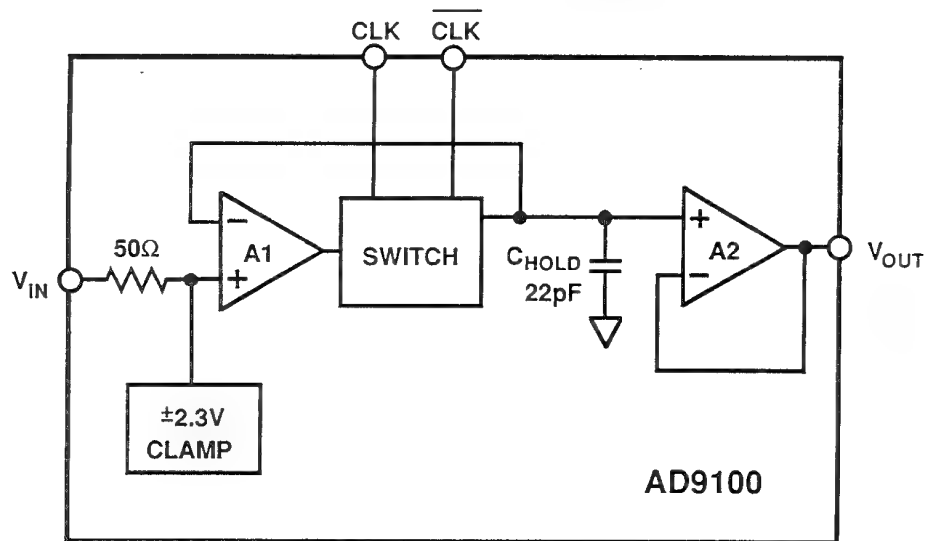 CLK
CLK
50Ω
V_IN
−
+
A1
SWITCH
C_HOLD
22pF
+
−
A2
V_OUT
±2.3V
CLAMP
AD9100